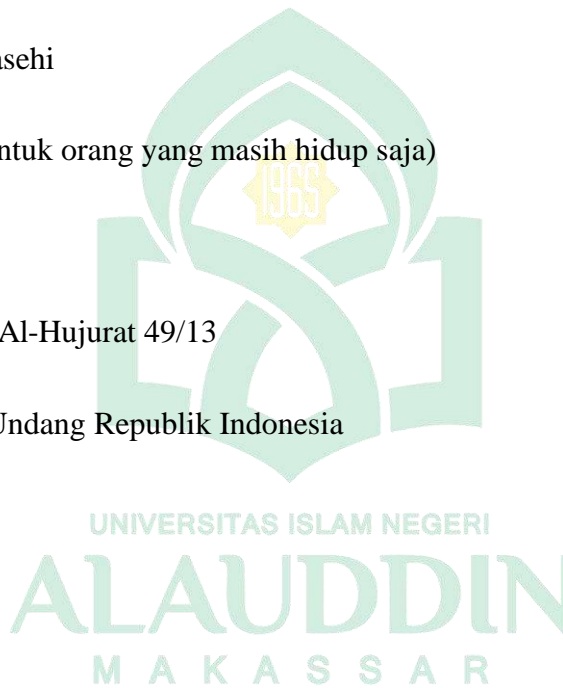 asehi
ntuk orang yang masih hidup saja)
1965
Al-Hujurat 49/13
Undang Republik Indonesia
UNIVERSITAS ISLAM NEGERI
ALAUDDIN
MAKASSAR